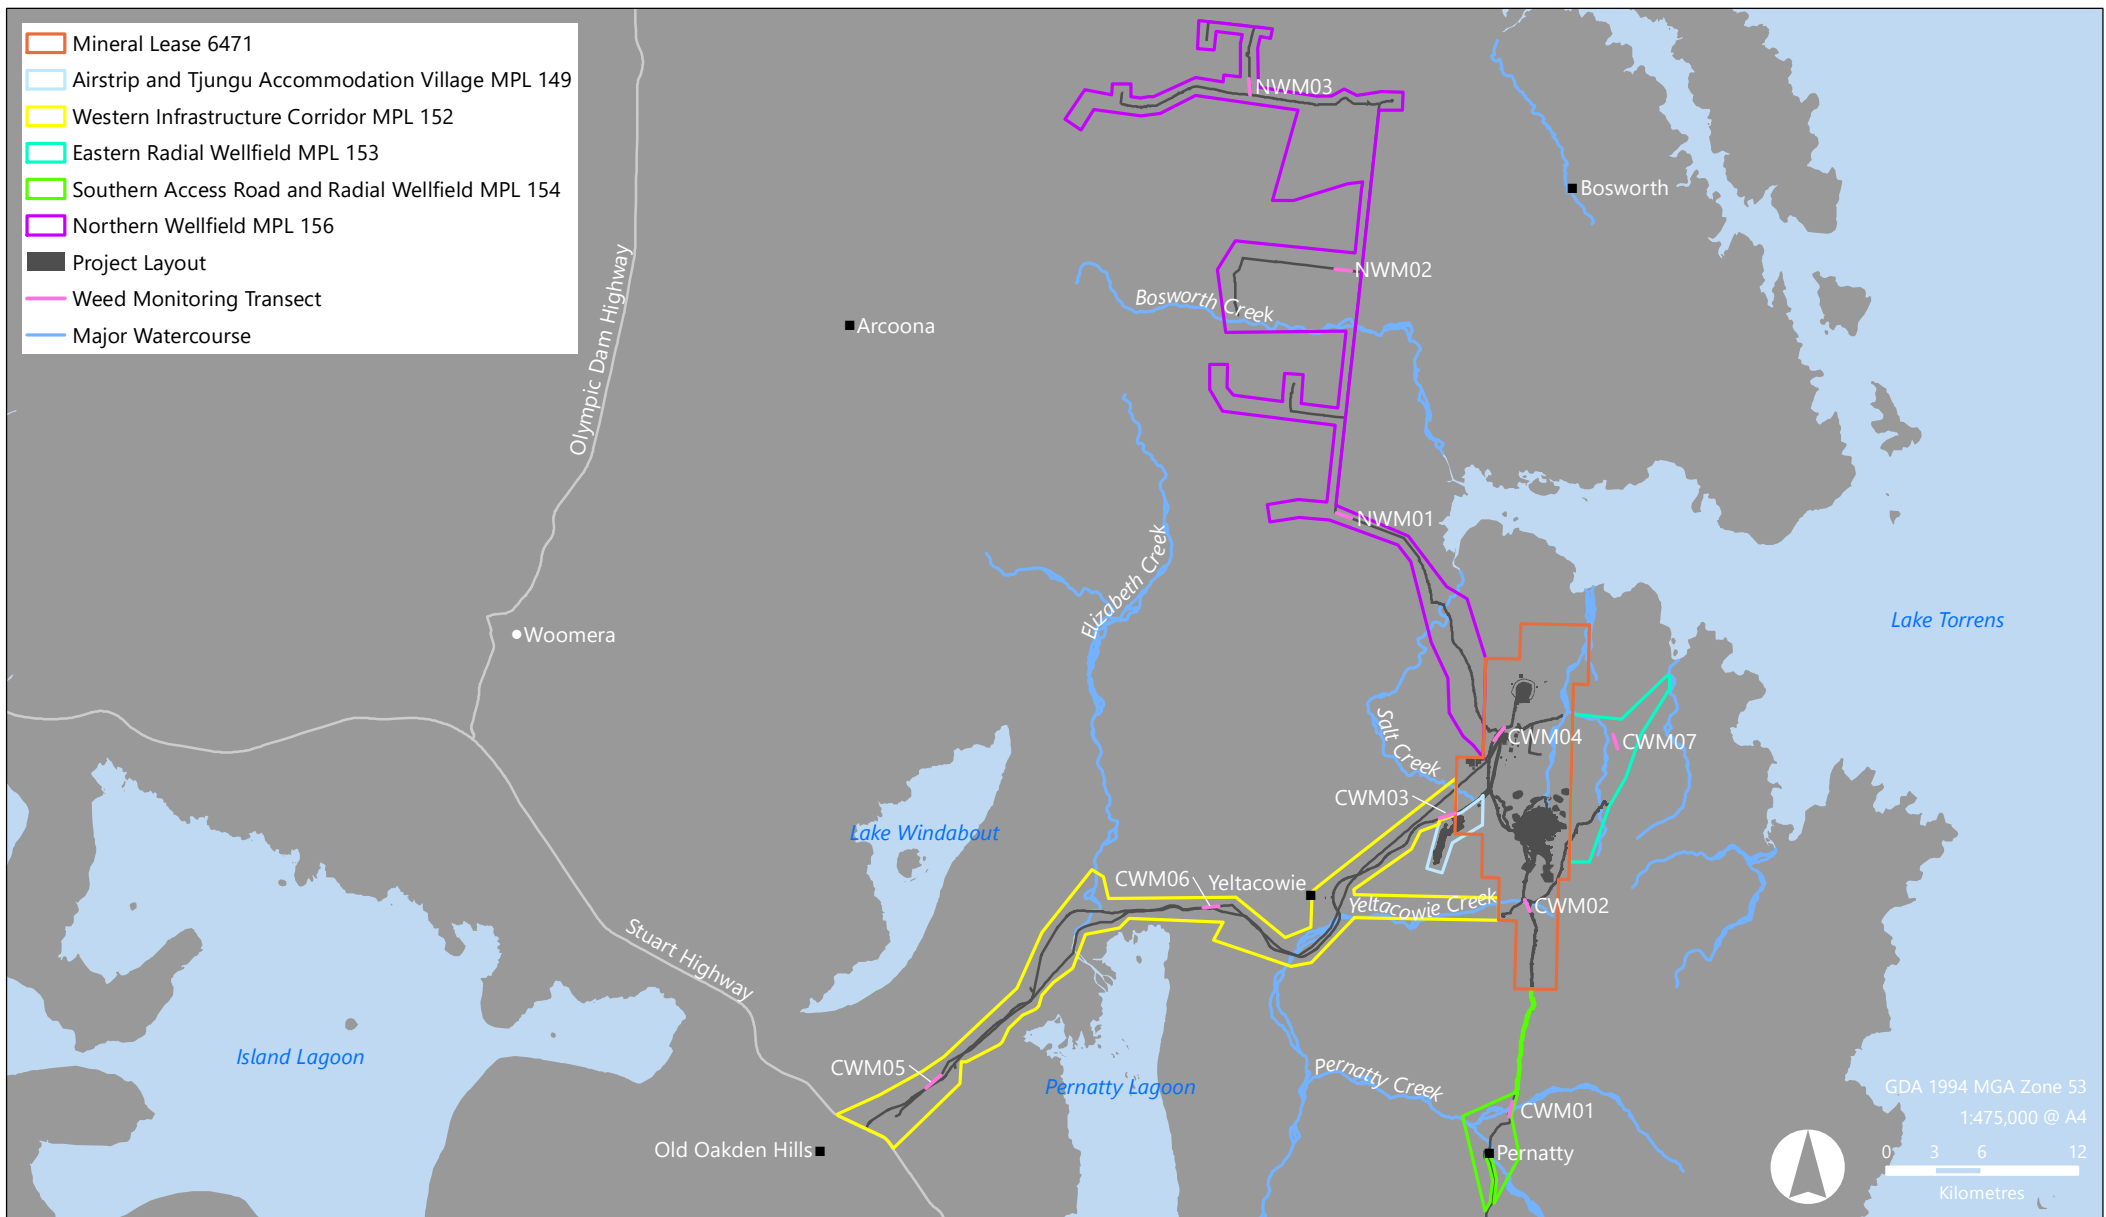 Mineral Lease 6471
Airstrip and Tjungu Accommodation Village MPL 149
Western Infrastructure Corridor MPL 152
Eastern Radial Wellfield MPL 153
Southern Access Road and Radial Wellfield MPL 154
Northern Wellfield MPL 156
Project Layout
Weed Monitoring Transect
Major Watercourse
NWM03
Bosworth
Olympic Dam Highway
NWM02
Bosworth Creek
Arcoona
NWM01
Elizabeth Creek
Lake Torrens
Woomera
Salt Creek
CWM04
CWM07
CWM03
Lake Windabout
CWM06
Yeltacowie
Yeltacowie Creek
CWM02
Stuart Highway
Island Lagoon
CWM05
Pernatty Lagoon
Pernatty Creek
CWM01
Old Oakden Hills
Pernatty
GDA 1994 MGA Zone 53
1:475,000 @ A4
0 3 6 12
Kilometres